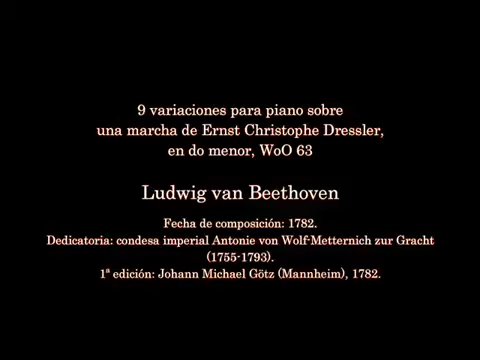 9 variaciones para piano sobre
una marcha de Ernst Christophe Dressler,
en do menor, WoO 63
Ludwig van Beethoven
Fecha de composición: 1782.
Dedicatoria: condesa imperial Antonie von Wolf-Metternich zur Gracht
(1755-1793).
1ª edición: Johann Michael Götz (Mannheim), 1782.